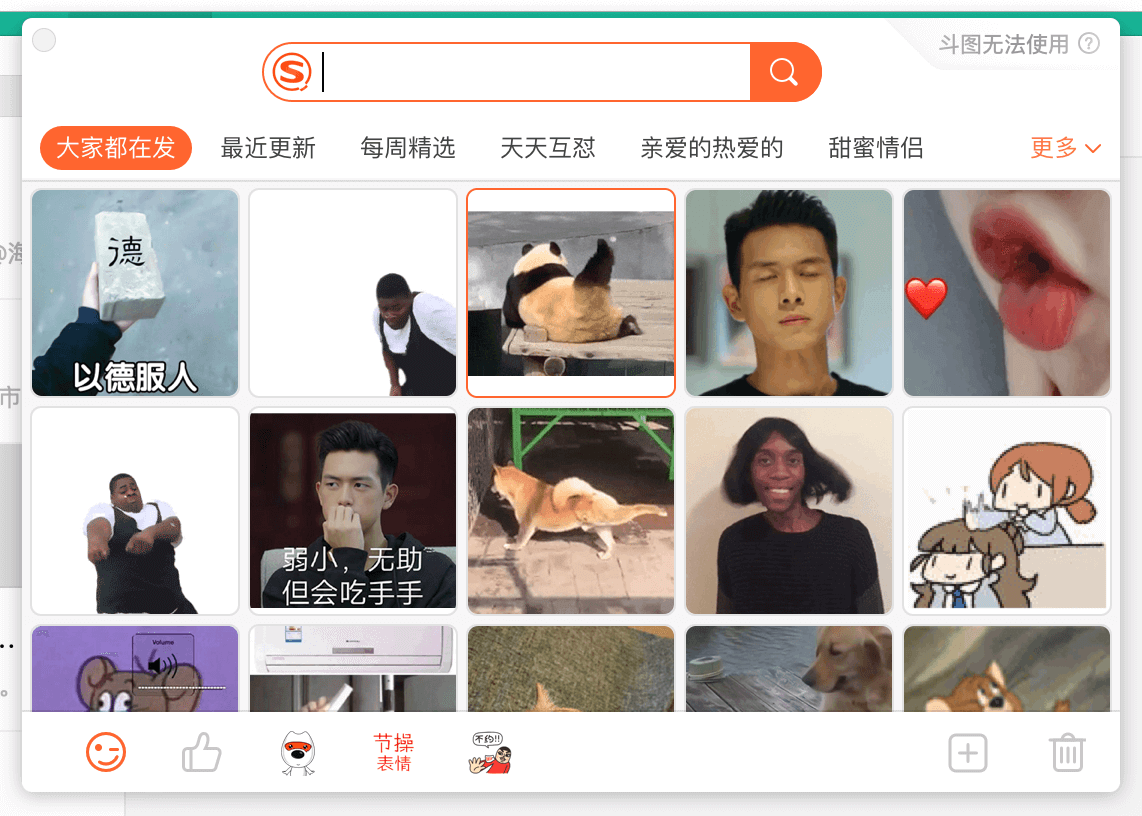 斗图无法使用 ?
S
大家都在发 最近更新 每周精选 天天互怼 亲爱的热爱的 甜蜜情侣 更多
@海
德
以德服人
市
弱小，无助
但会吃手手
Volume
节操
表情
不约!!